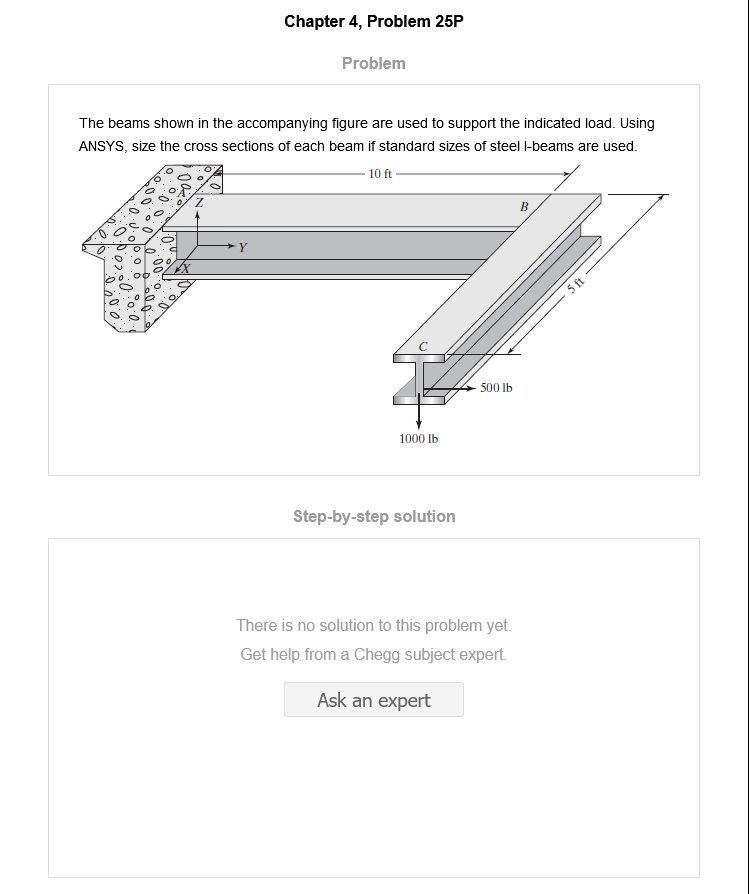 Chapter 4, Problem 25P
Problem
The beams shown in the accompanying figure are used to support the indicated load. Using
ANSYS, size the cross sections of each beam if standard sizes of steel I-beams are used.
10 ft
A
Z
B
Y
X
5 ft
C
500 lb
1000 lb
Step-by-step solution
There is no solution to this problem yet.
Get help from a Chegg subject expert.
Ask an expert